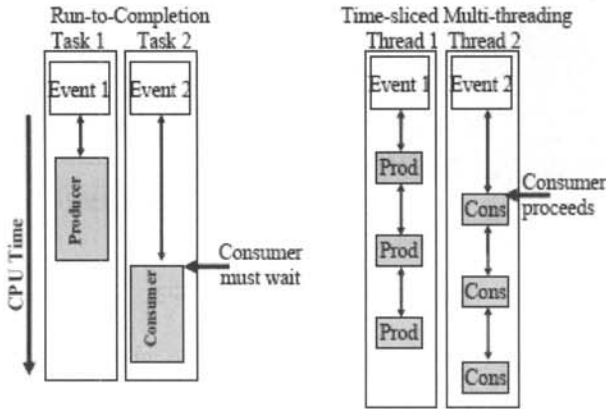 Run-to-Completion
Task 1 Task 2
Event 1 Event 2
Producer
Consumer
must wait
Consumer
CPU Time
Time-sliced Multi-threading
Thread 1 Thread 2
Event 1 Event 2
Prod
Consumer
proceeds
Cons
Prod
Cons
Prod
Cons